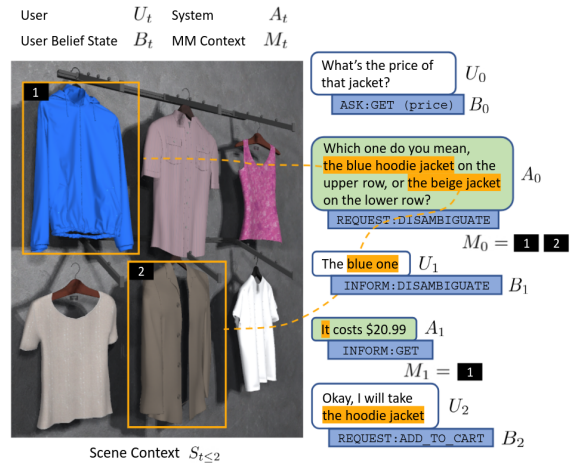 User U_t System A_t
User Belief State B_t MM Context M_t
1
2
Scene Context S_{t≤2}
What's the price of
that jacket?
U_0
ASK:GET (price) B_0
Which one do you mean,
the blue hoodie jacket on the
upper row, or the beige jacket
on the lower row?
A_0
REQUEST:DISAMBIGUATE
M_0 = 1 2
The blue one U_1
INFORM:DISAMBIGUATE B_1
It costs $20.99 A_1
INFORM:GET
M_1 = 1
Okay, I will take
the hoodie jacket
U_2
REQUEST:ADD_TO_CART B_2